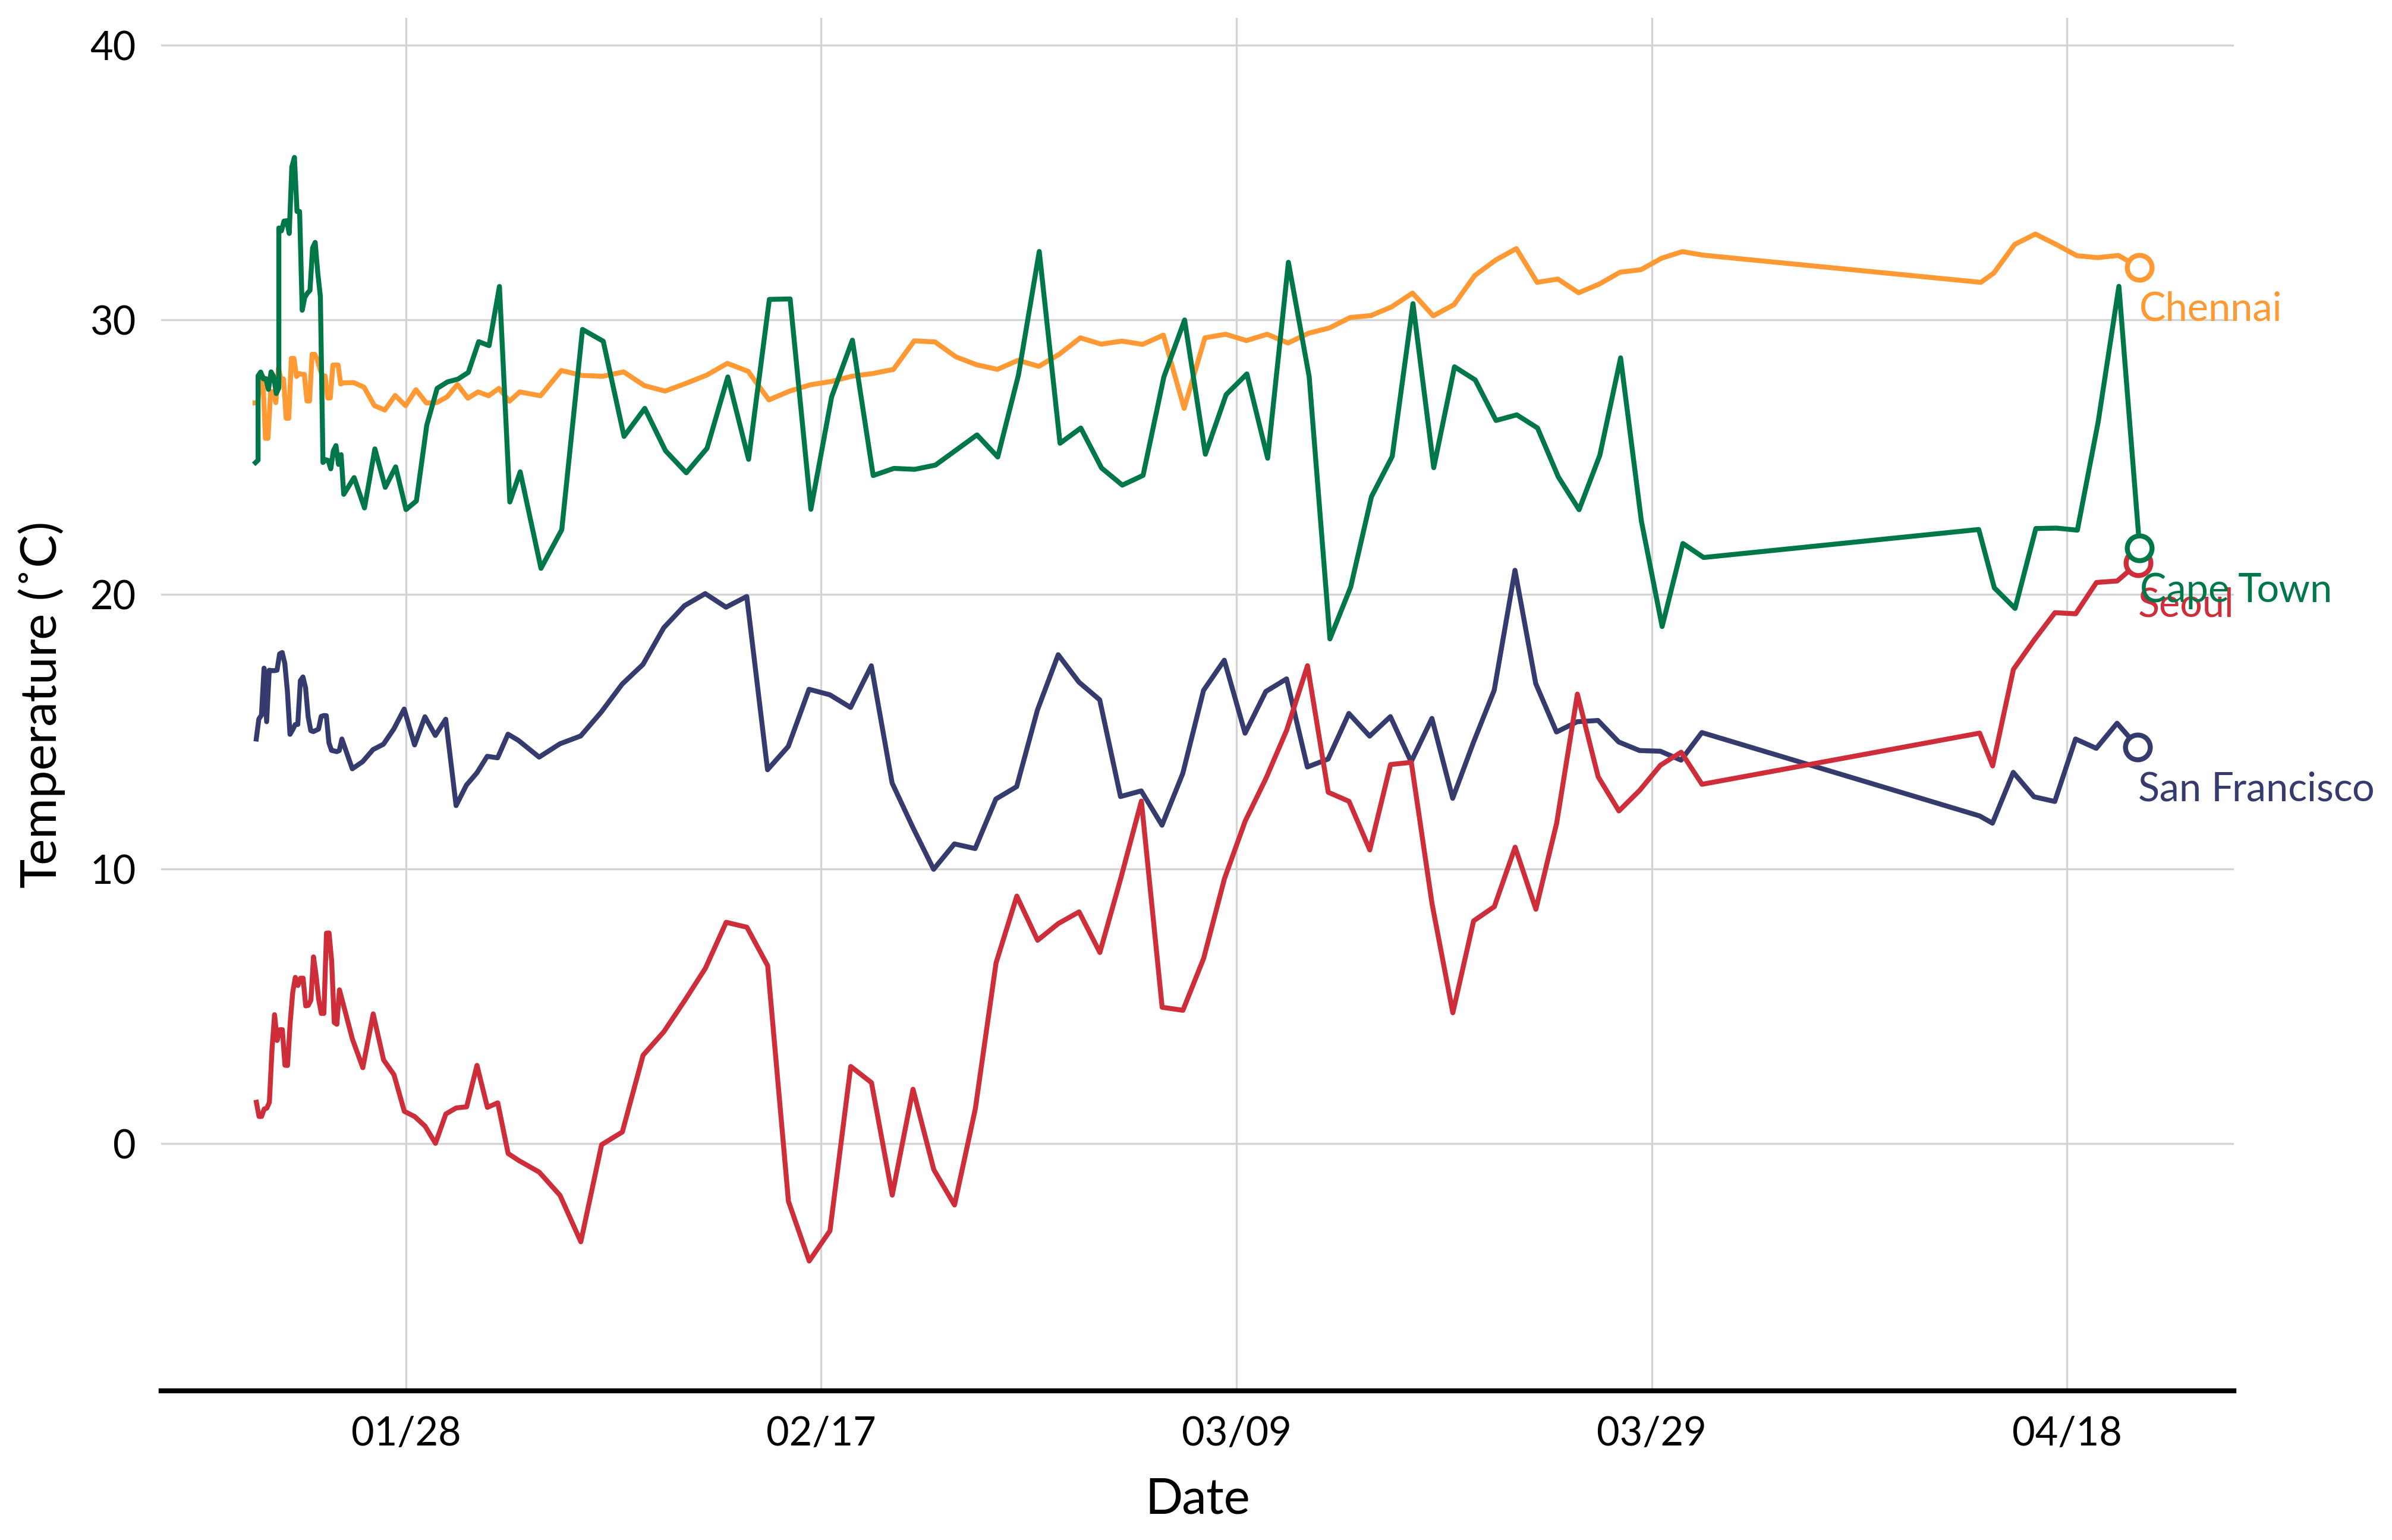 40
30
20
10
0
Temperature (˚C)
Chennai
Cape Town
Seoul
San Francisco
01/28
02/17
03/09
03/29
04/18
Date